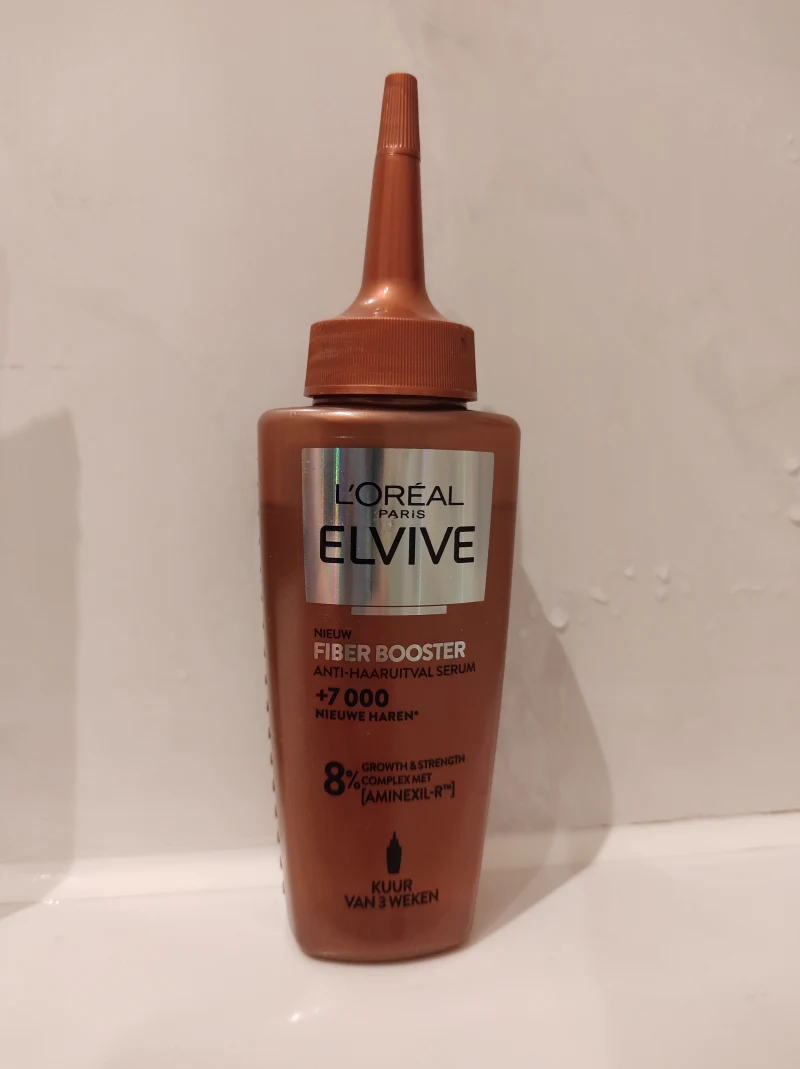 L'ORÉAL
PARIS
ELVIVE
NIEUW
FIBER BOOSTER
ANTI-HAARUITVAL SERUM
+7 000
NIEUWE HAREN*
8% GROWTH & STRENGTH
COMPLEX MET
[AMINEXIL-R™]
KUUR
VAN 3 WEKEN